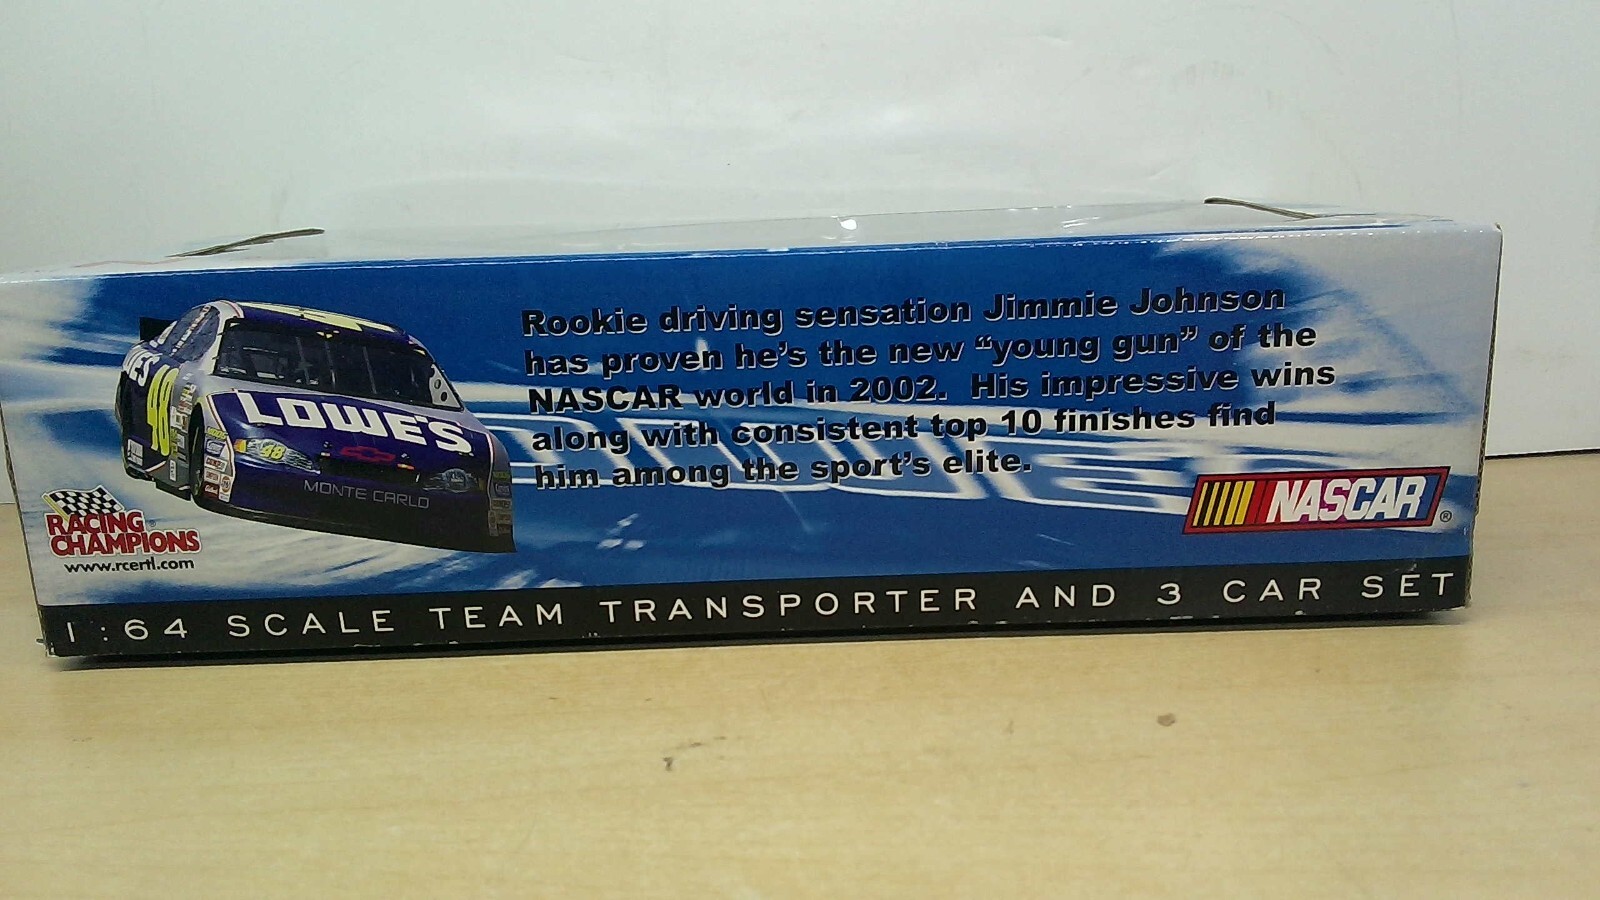 Rookie driving sensation Jimmie Johnson
has proven he's the new "young gun" of the
NASCAR world in 2002. His impressive wins
along with consistent top 10 finishes find
him among the sport's elite.
LOWE'S
48
48
MONTE CARLO
RACING
CHAMPIONS
www.rcertl.com
NASCAR®
1:64 SCALE TEAM TRANSPORTER AND 3 CAR SET